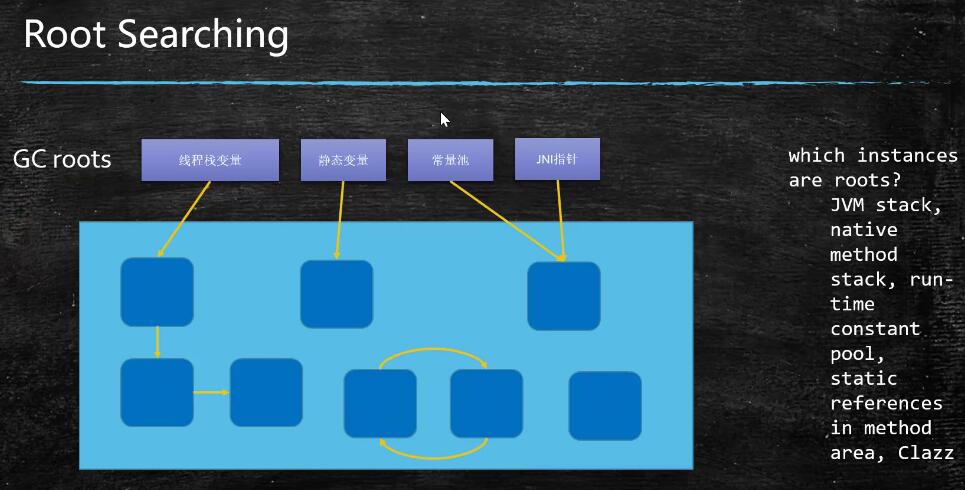 Root Searching
GC roots
线程栈变量
静态变量
常量池
JNI指针
which instances
are roots?
JVM stack,
native
method
stack, run-
time
constant
pool,
static
references
in method
area, Clazz